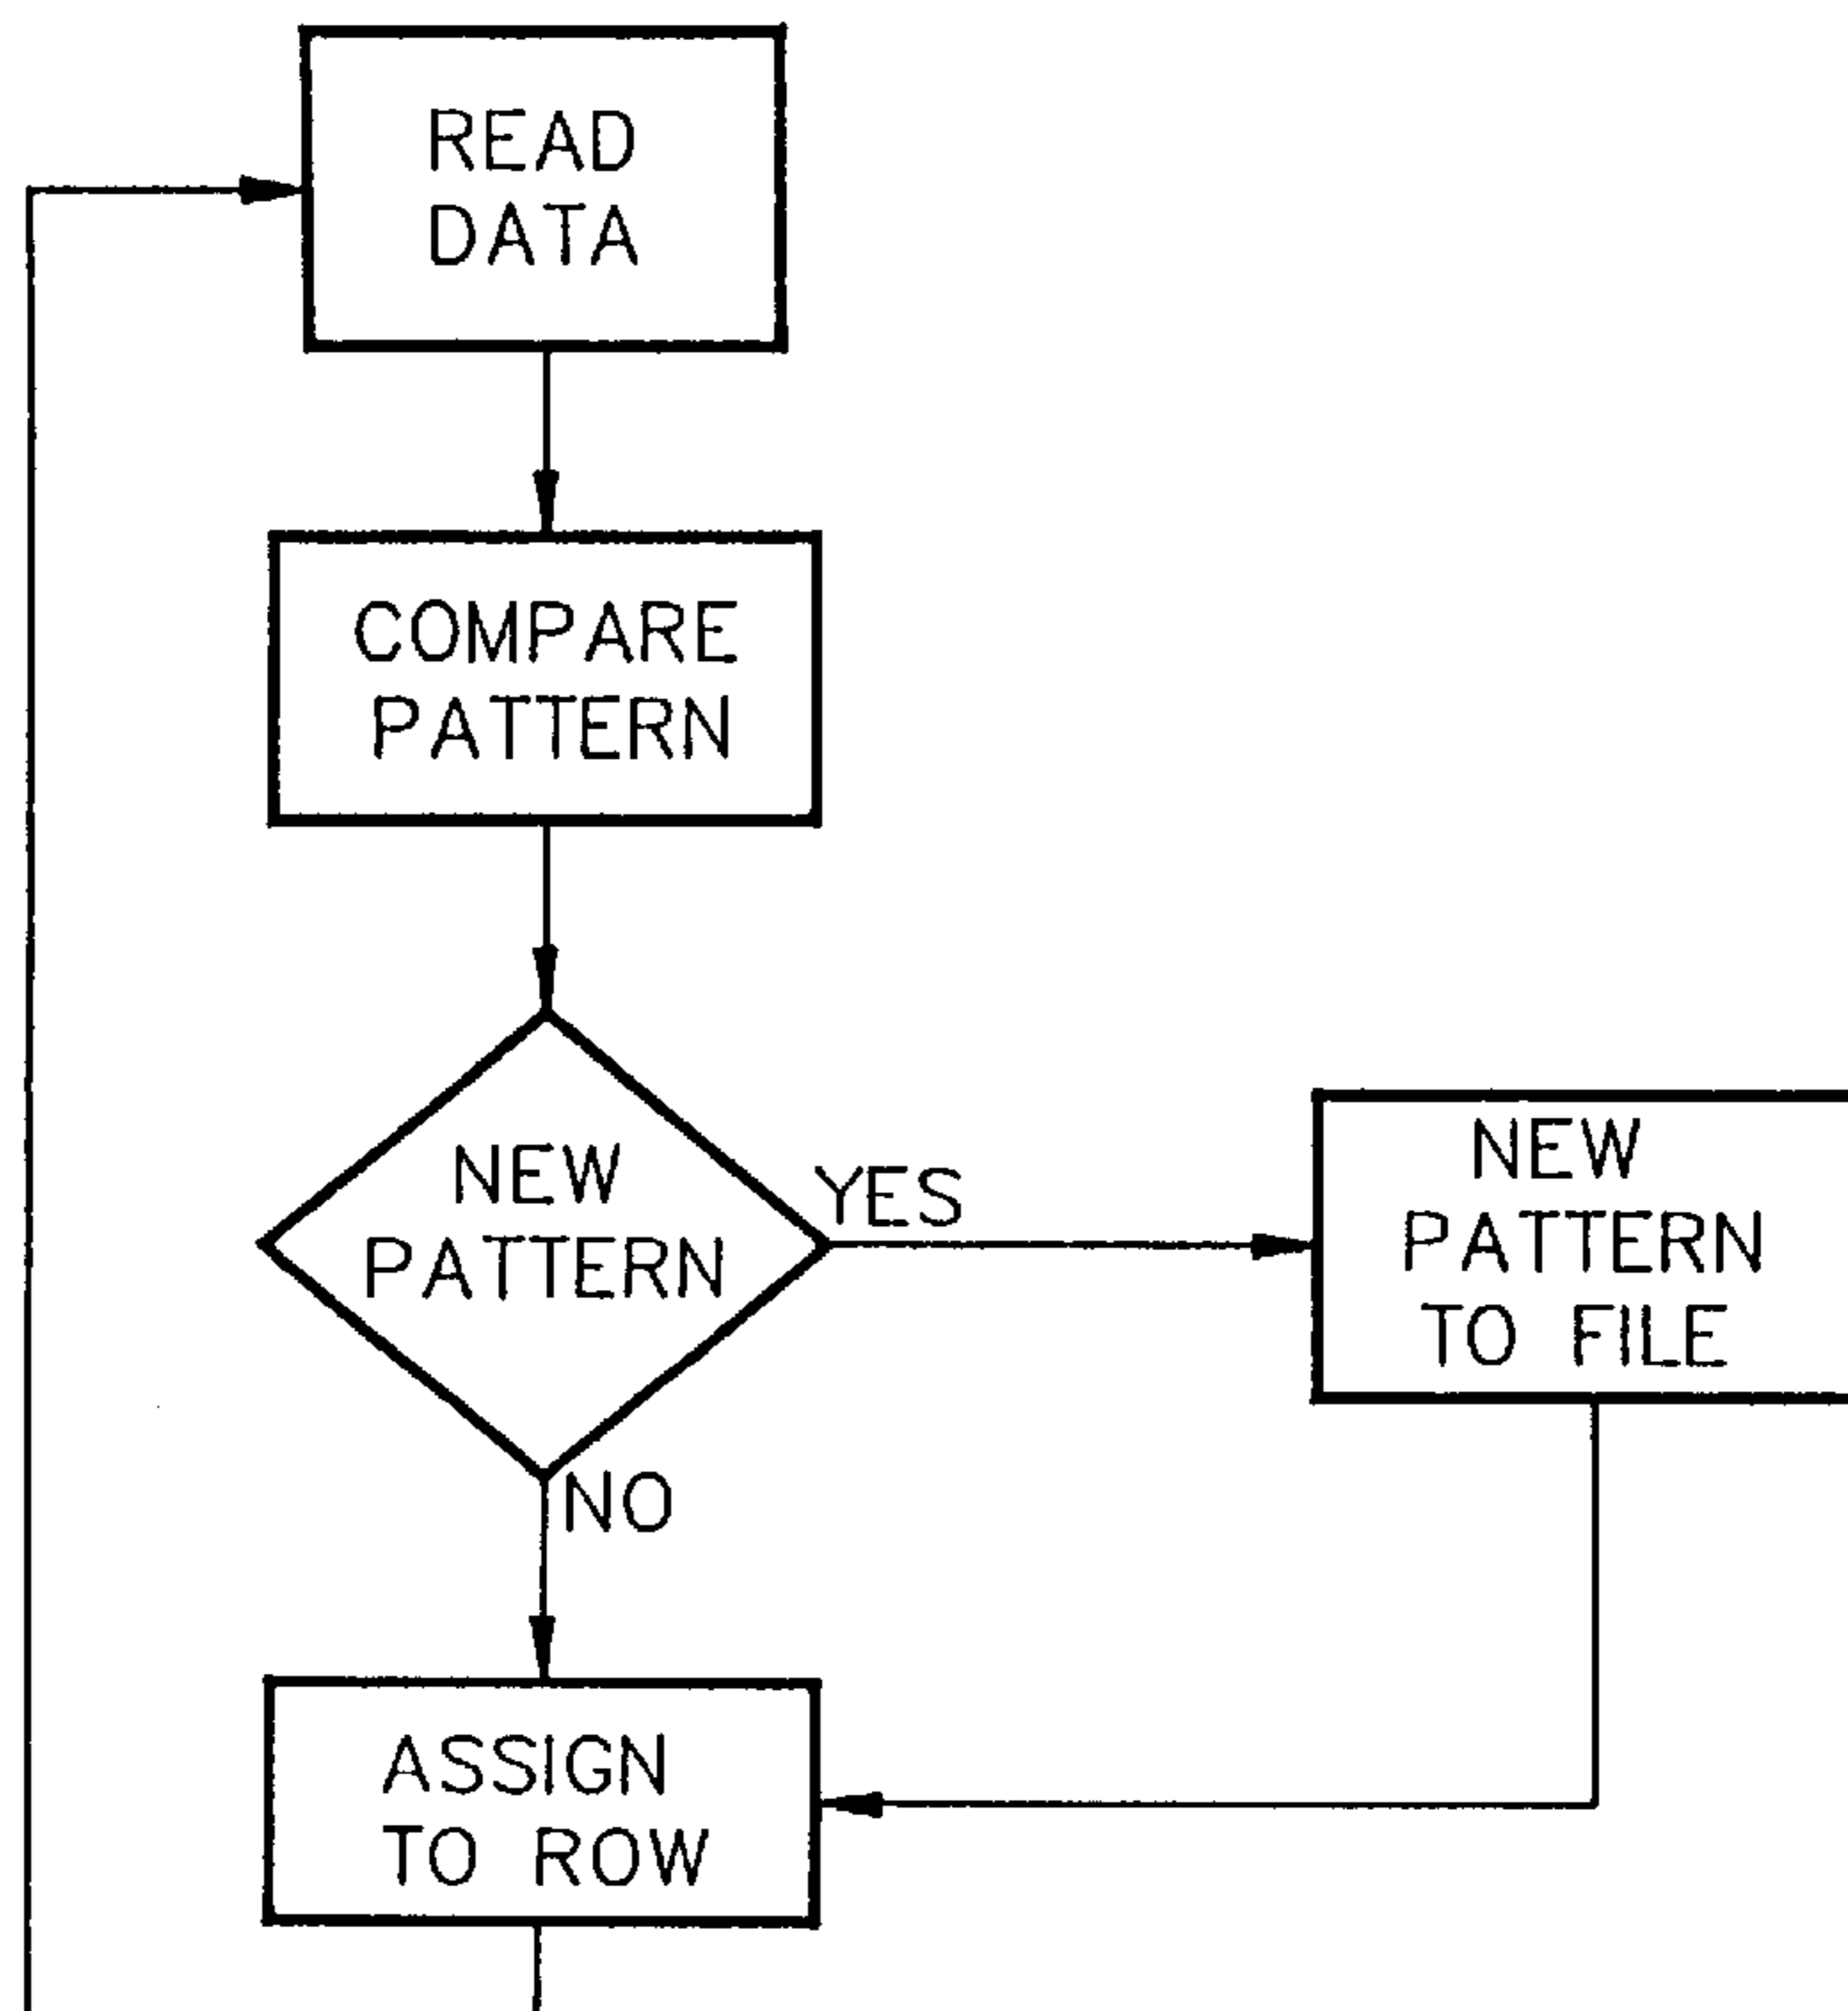 READ
DATA
COMPARE
PATTERN
NEW
PATTERN
YES
NEW
PATTERN
TO FILE
NO
ASSIGN
TO ROW